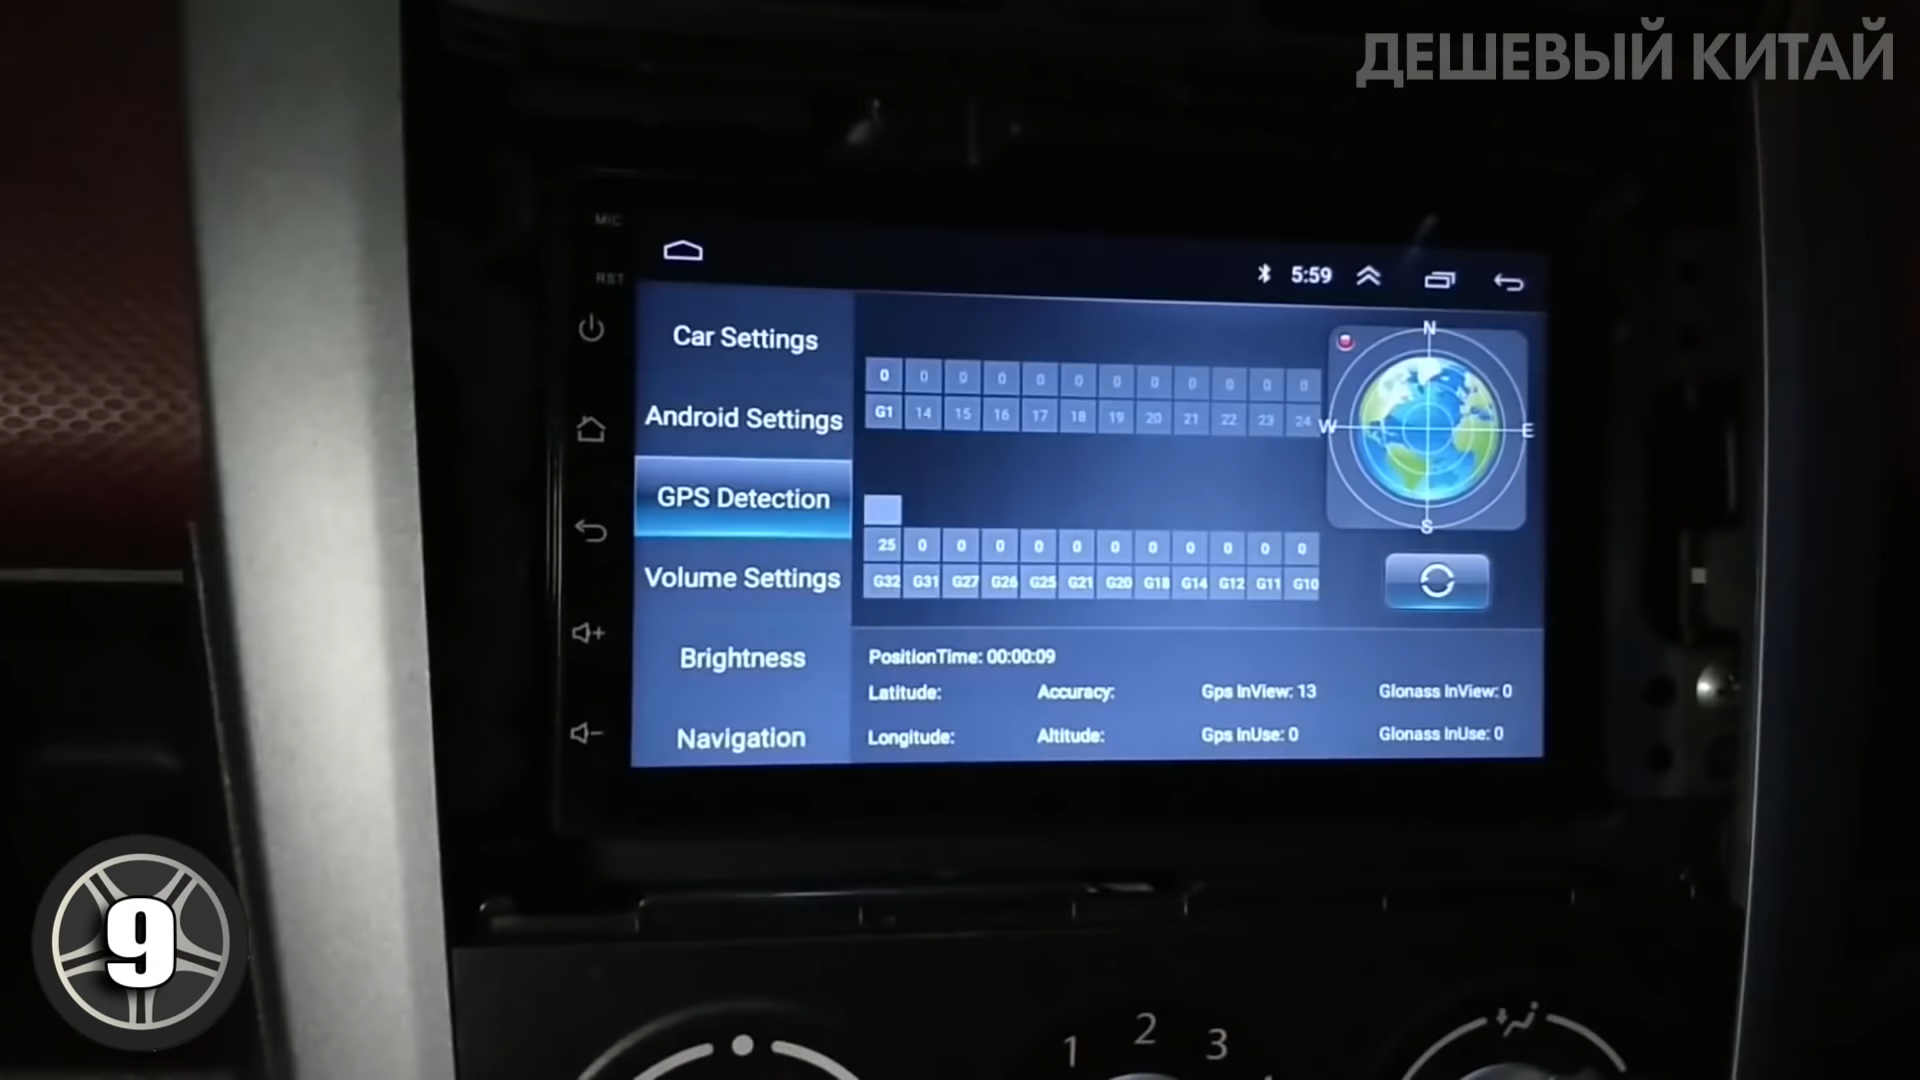 ДЕШЕВЫЙ КИТАЙ
MIC
RST
5:59
Car Settings
Android Settings
GPS Detection
Volume Settings
Brightness
Navigation
0 0 0 0 0 0 0 0 0 0 0 0
G1 14 15 16 17 18 19 20 21 22 23 24
25 0 0 0 0 0 0 0 0 0 0 0
G32 G31 G27 G26 G25 G21 G20 G18 G14 G12 G11 G10
N
W
E
S
PositionTime: 00:00:09
Latitude: Accuracy: Gps InView: 13 Glonass InView: 0
Longitude: Altitude: Gps InUse: 0 Glonass InUse: 0
9
1 2 3